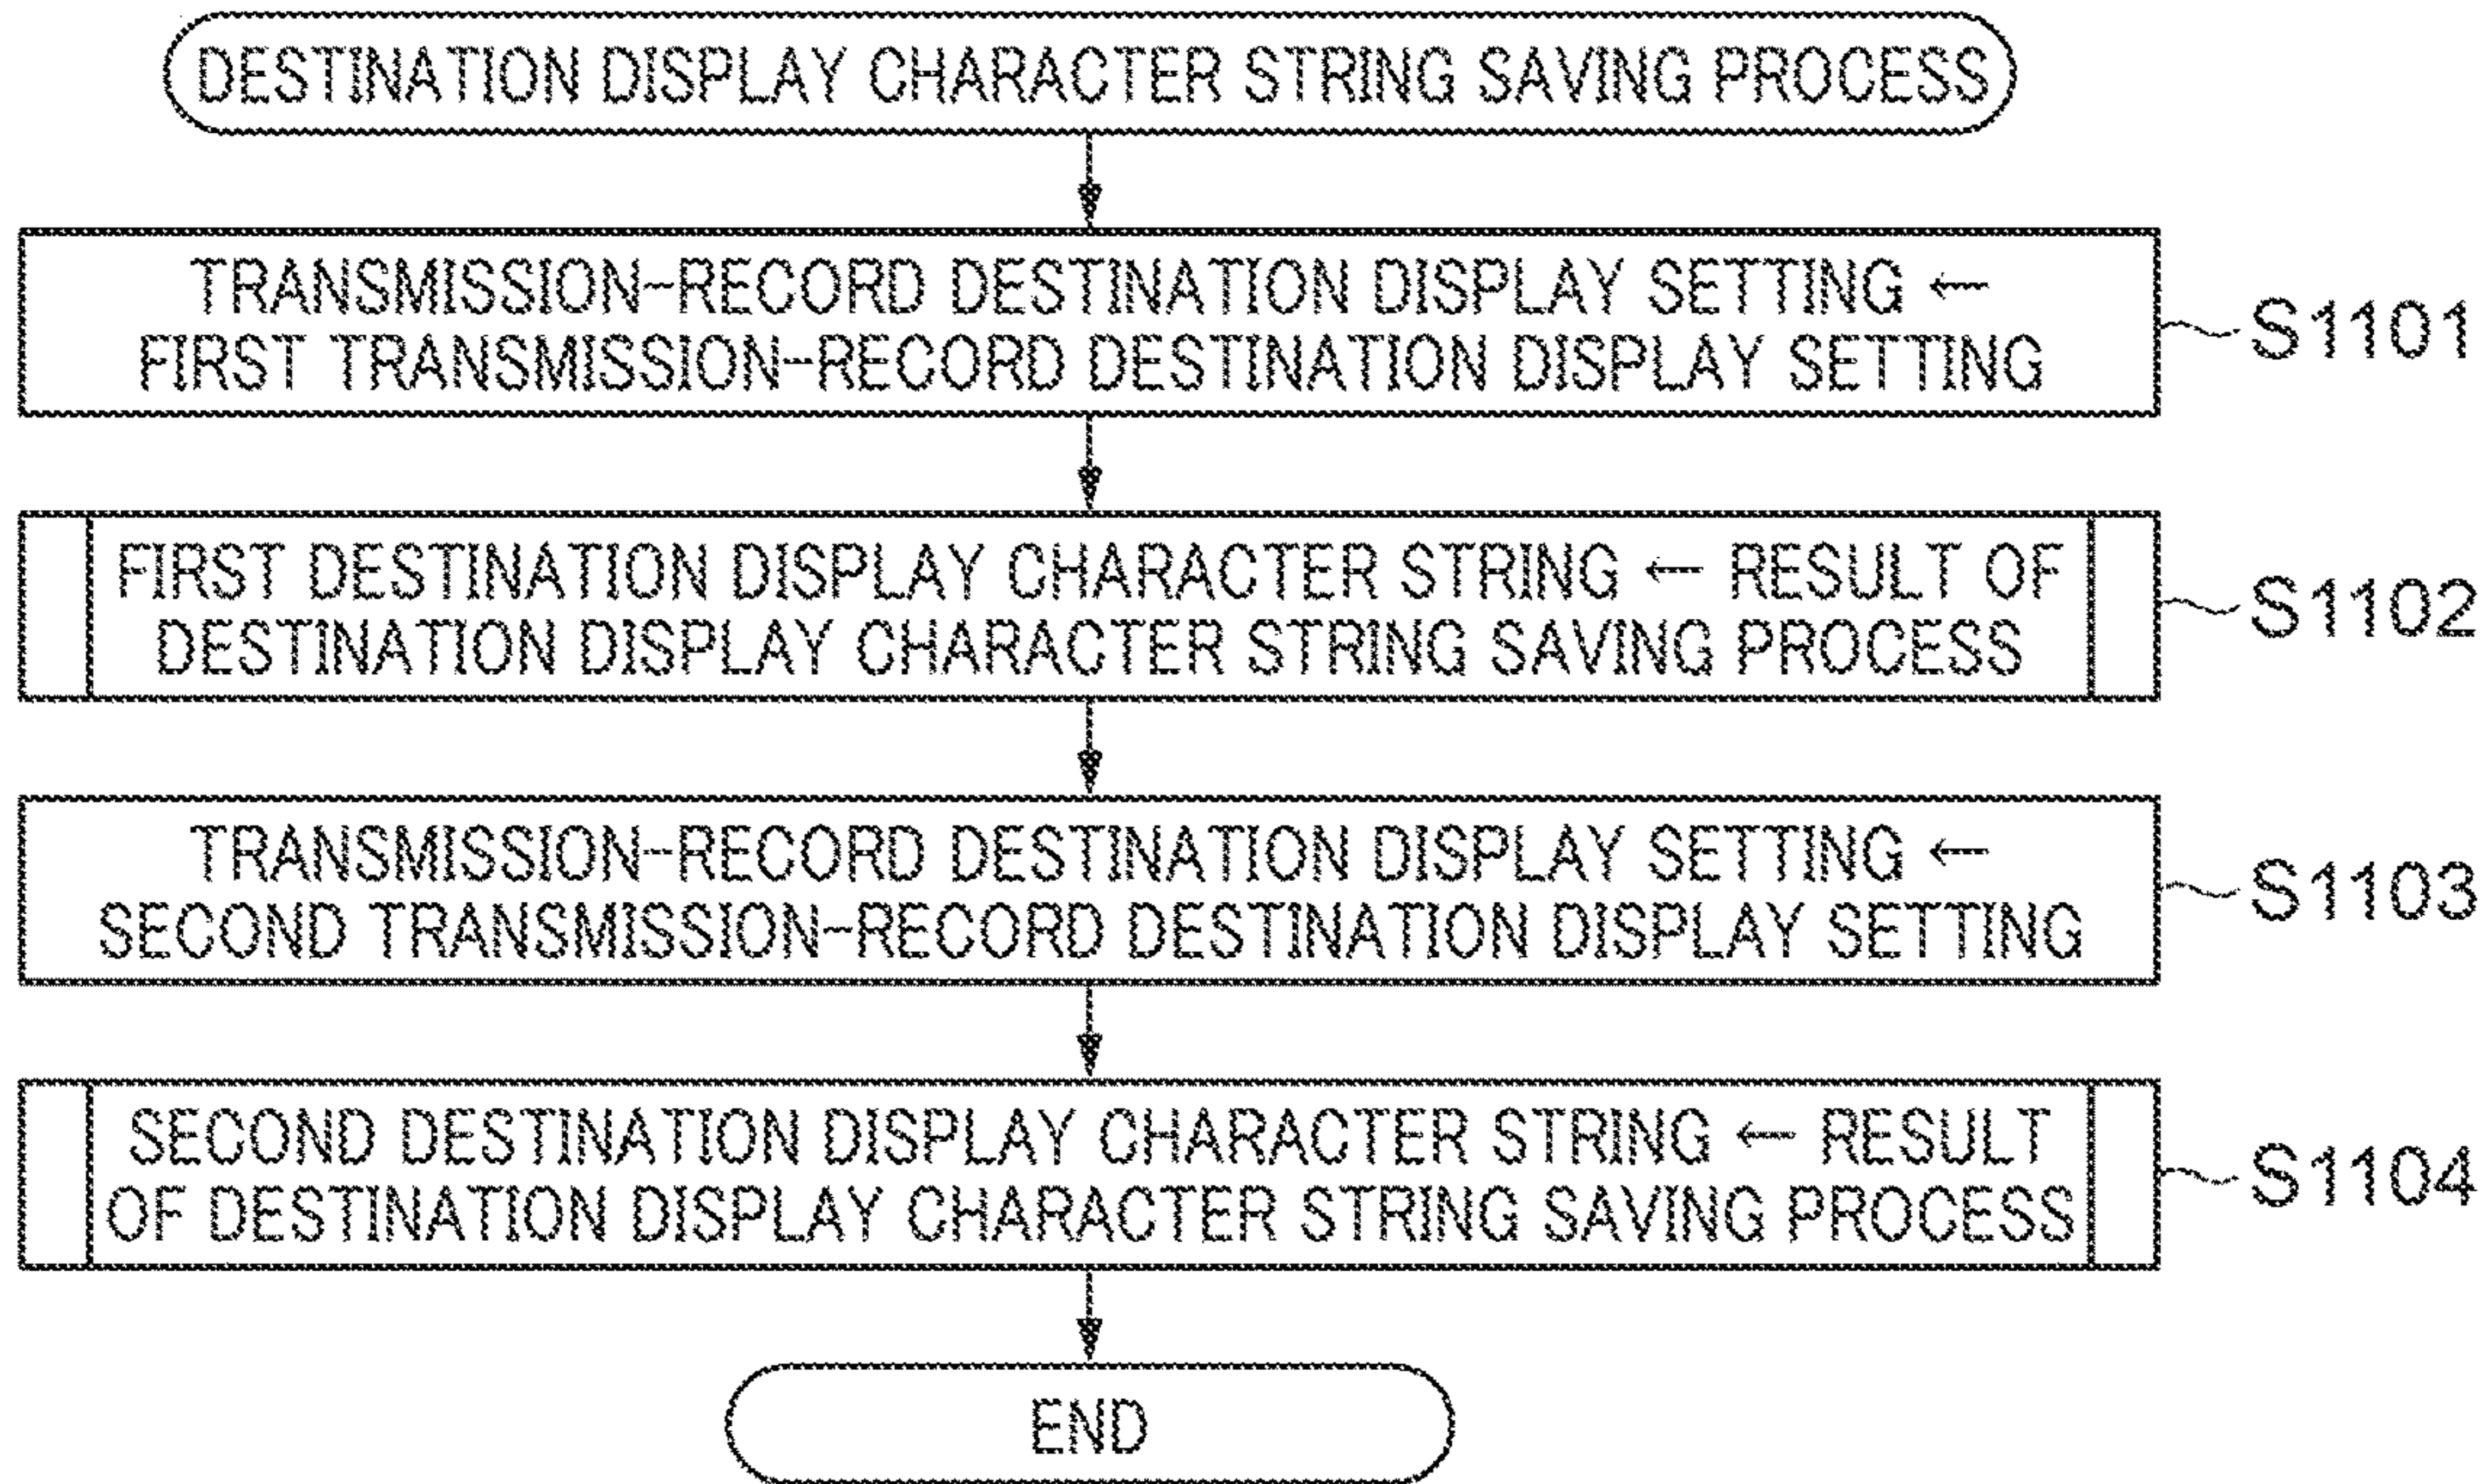 DESTINATION DISPLAY CHARACTER STRING SAVING PROCESS
TRANSMISSION-RECORD DESTINATION DISPLAY SETTING ←
FIRST TRANSMISSION-RECORD DESTINATION DISPLAY SETTING
S1101
FIRST DESTINATION DISPLAY CHARACTER STRING ← RESULT OF
DESTINATION DISPLAY CHARACTER STRING SAVING PROCESS
S1102
TRANSMISSION-RECORD DESTINATION DISPLAY SETTING ←
SECOND TRANSMISSION-RECORD DESTINATION DISPLAY SETTING
S1103
SECOND DESTINATION DISPLAY CHARACTER STRING ← RESULT
OF DESTINATION DISPLAY CHARACTER STRING SAVING PROCESS
S1104
END